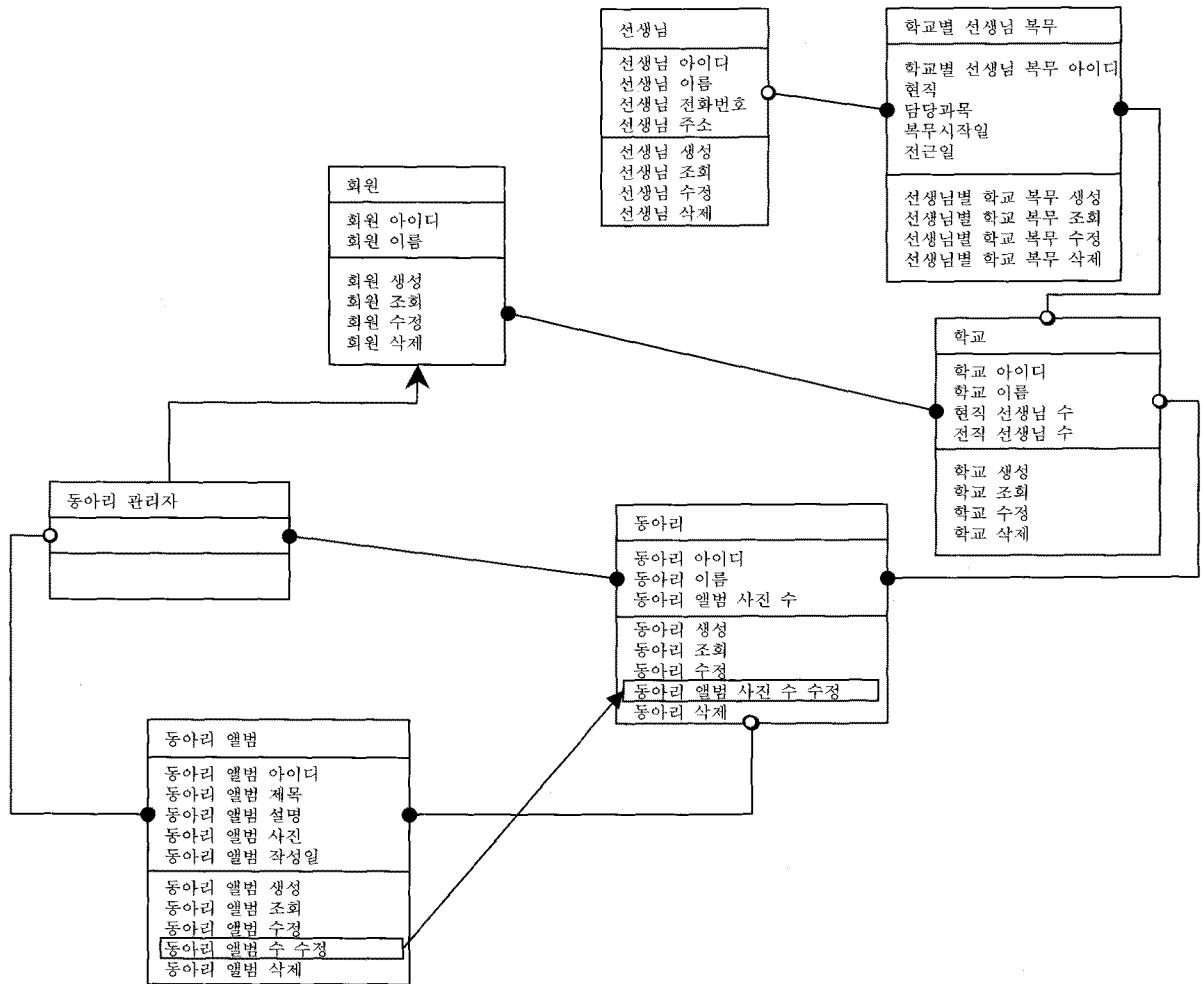 선생님
선생님 아이디
선생님 이름
선생님 전화번호
선생님 주소
선생님 생성
선생님 조회
선생님 수정
선생님 삭제
학교별 선생님 복무
학교별 선생님 복무 아이디
현직
담당과목
복무시작일
전근일
선생님별 학교 복무 생성
선생님별 학교 복무 조회
선생님별 학교 복무 수정
선생님별 학교 복무 삭제
회원
회원 아이디
회원 이름
회원 생성
회원 조회
회원 수정
회원 삭제
학교
학교 아이디
학교 이름
현직 선생님 수
전직 선생님 수
학교 생성
학교 조회
학교 수정
학교 삭제
동아리 관리자
동아리
동아리 아이디
동아리 이름
동아리 앨범 사진 수
동아리 생성
동아리 조회
동아리 수정
동아리 앨범 사진 수 수정
동아리 삭제
동아리 앨범
동아리 앨범 아이디
동아리 앨범 제목
동아리 앨범 설명
동아리 앨범 사진
동아리 앨범 작성일
동아리 앨범 생성
동아리 앨범 조회
동아리 앨범 수정
동아리 앨범 수 수정
동아리 앨범 삭제